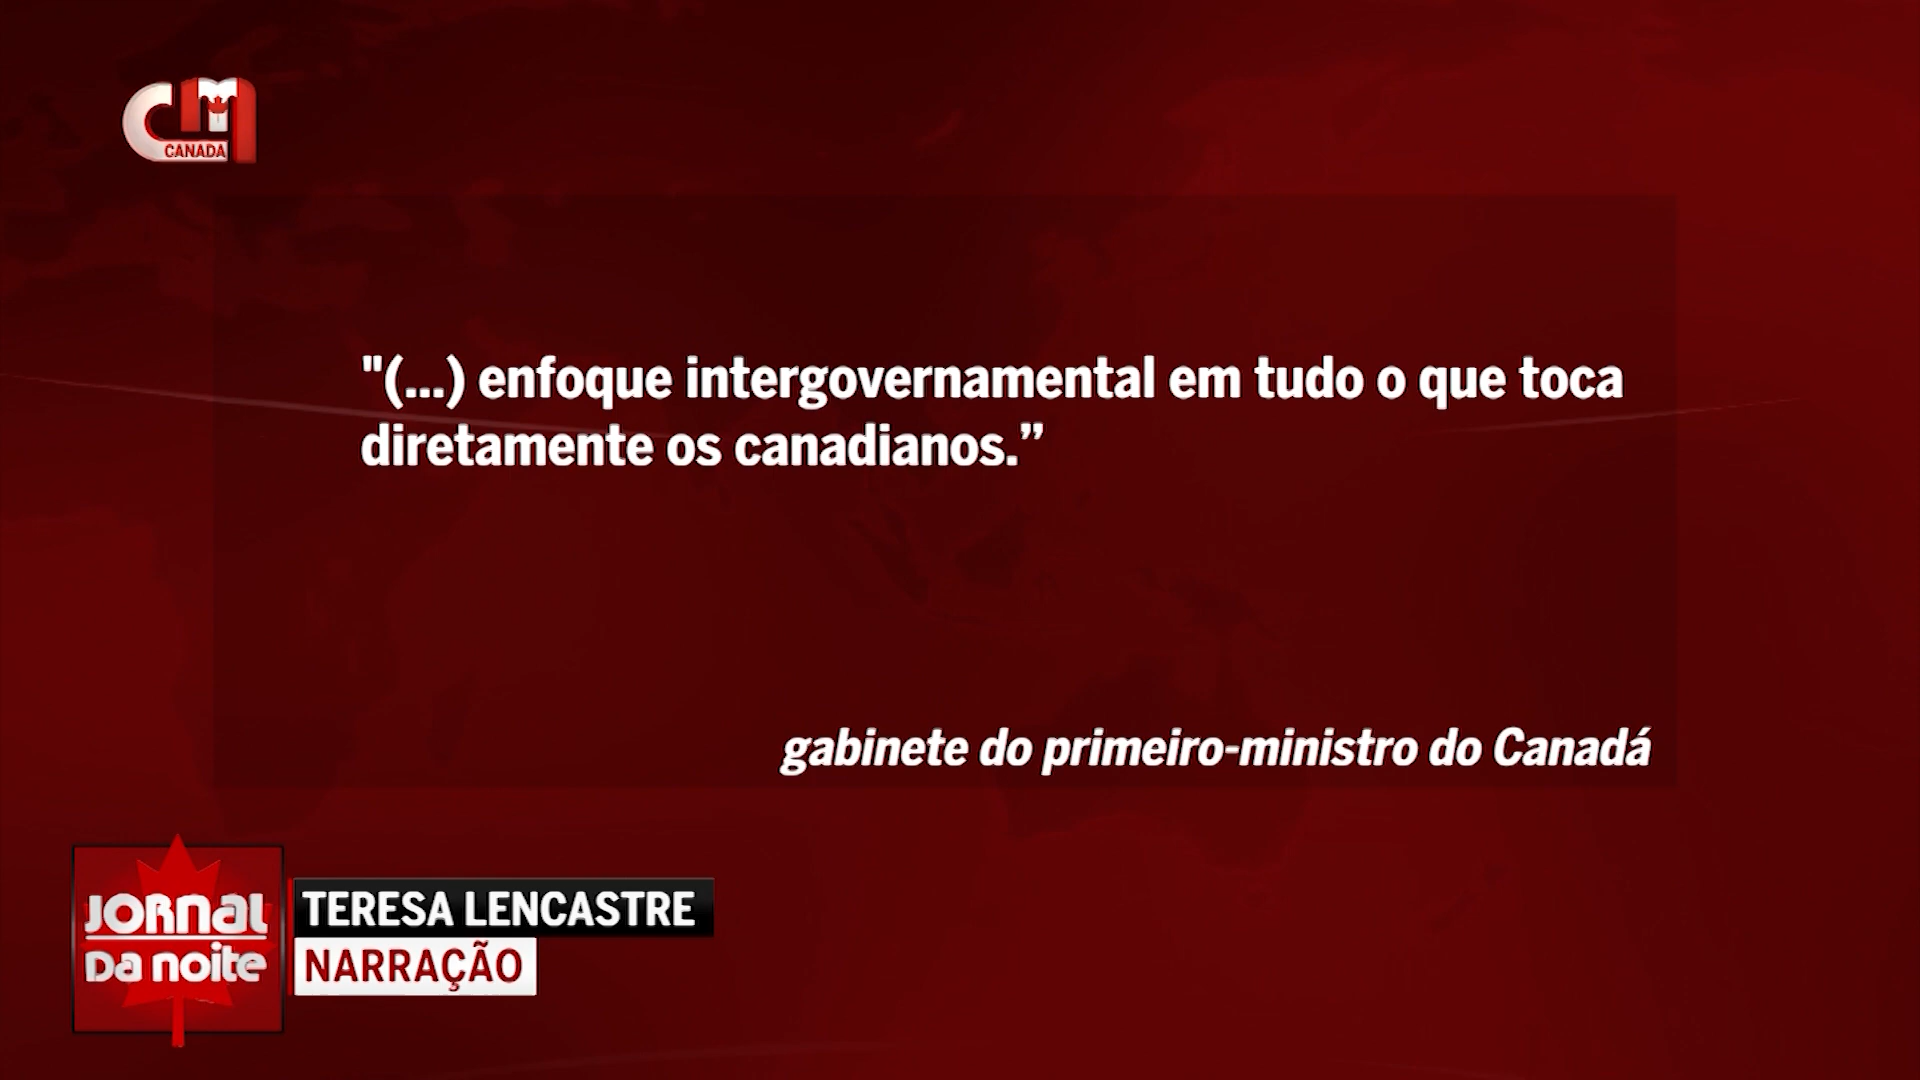 CM
CANADA
"(...) enfoque intergovernamental em tudo o que toca
diretamente os canadianos.”
gabinete do primeiro-ministro do Canadá
JORNAL
DA NOITE
TERESA LENCASTRE
NARRAÇÃO